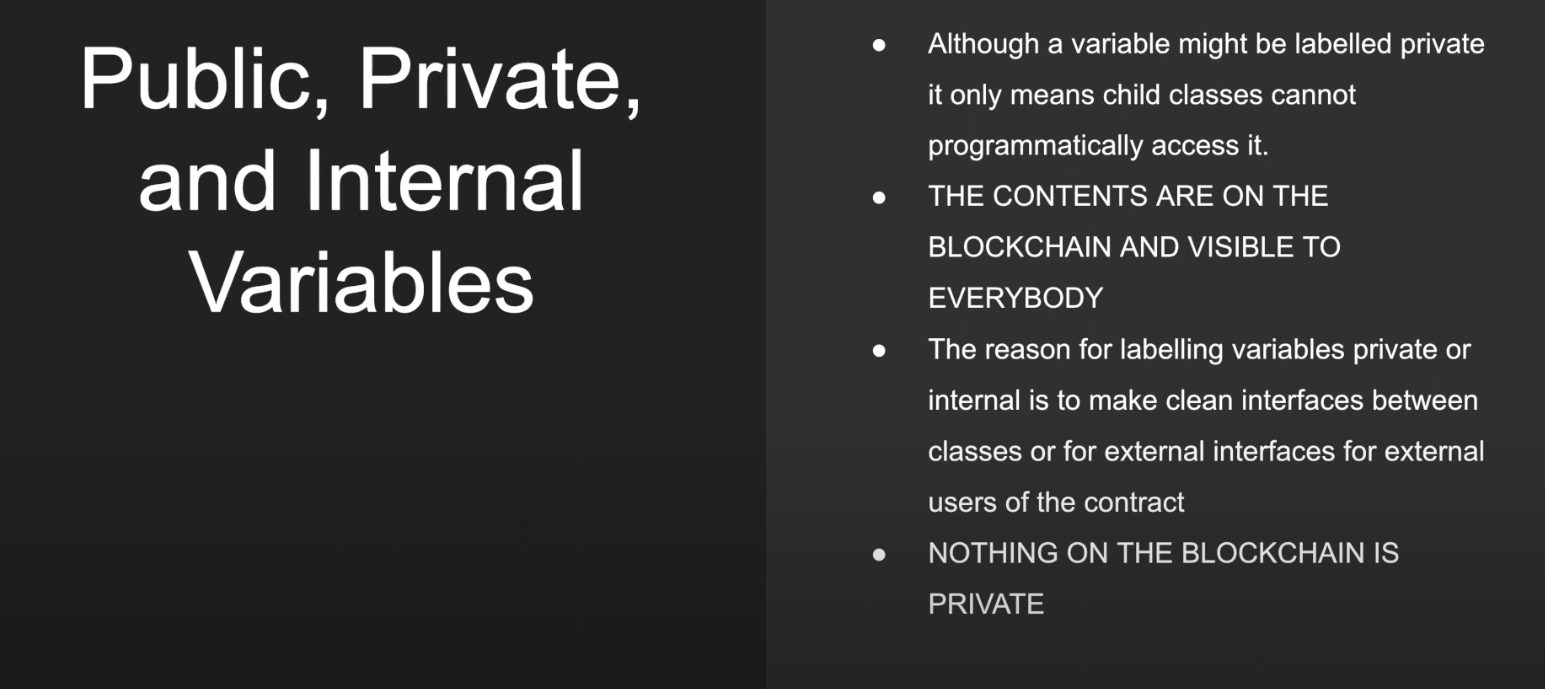 Public, Private,
and Internal
Variables
● Although a variable might be labelled private
it only means child classes cannot
programmatically access it.
● THE CONTENTS ARE ON THE
BLOCKCHAIN AND VISIBLE TO
EVERYBODY
● The reason for labelling variables private or
internal is to make clean interfaces between
classes or for external interfaces for external
users of the contract
● NOTHING ON THE BLOCKCHAIN IS
PRIVATE